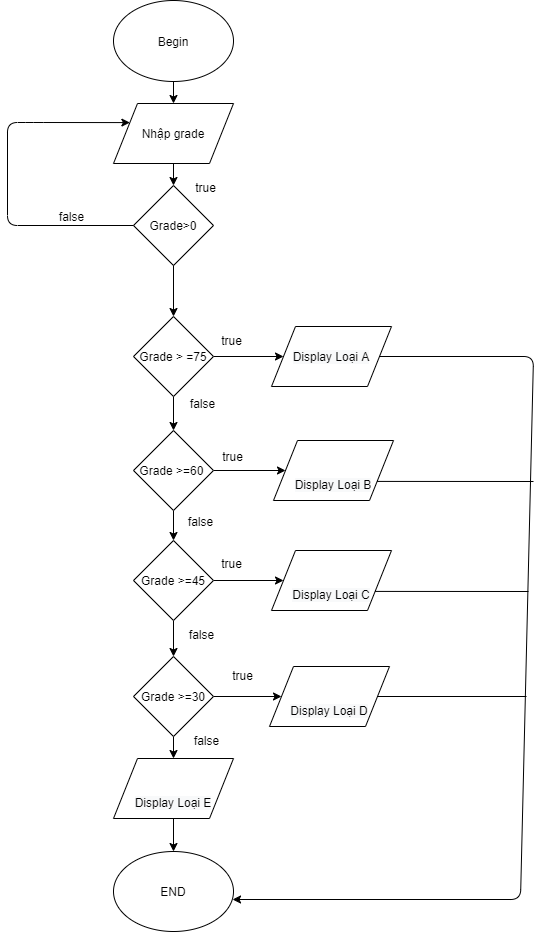 Begin
Nhập grade
true
false
Grade>0
true
Grade > =75
Display Loại A
false
true
Grade >=60
Display Loại B
false
true
Grade >=45
Display Loại C
false
true
Grade >=30
Display Loại D
false
Display Loại E
END